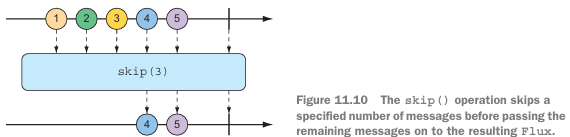 1 2 3 4 5
skip(3)
4 5
Figure 11.10 The skip() operation skips a
specified number of messages before passing the
remaining messages on to the resulting Flux.